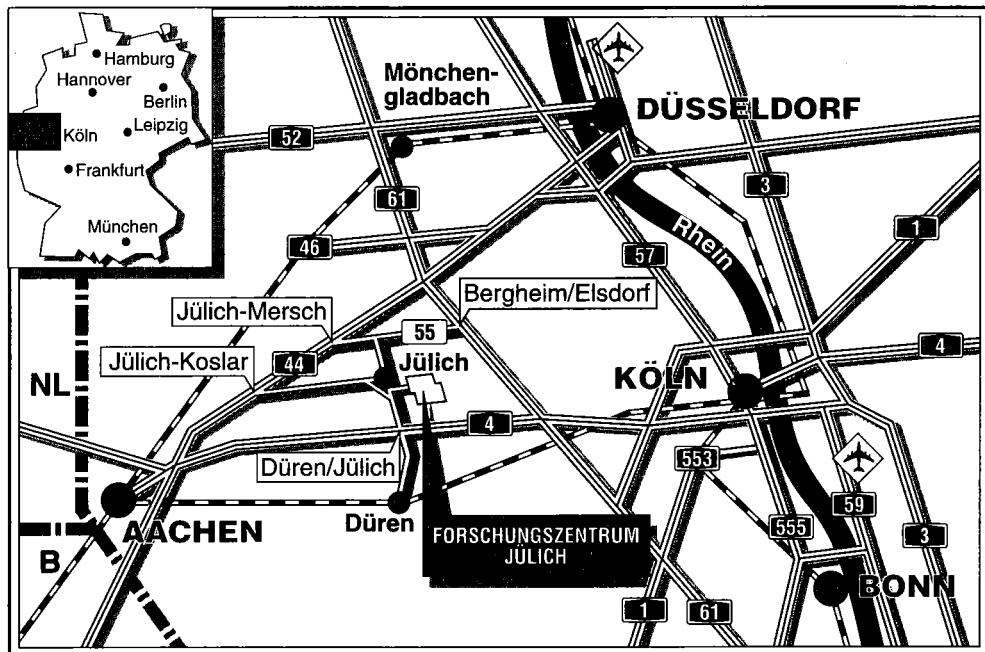 Hamburg
Hannover
Berlin
Köln
Leipzig
Frankfurt
München
Mönchen-
gladbach
DÜSSELDORF
52
61
3
1
46
57
Rhein
Jülich-Mersch
Bergheim/Elsdorf
55
Jülich-Koslar
44
Jülich
4
NL
KÖLN
4
Düren/Jülich
553
AACHEN
Düren
FORSCHUNGSZENTRUM
JÜLICH
555
59
3
B
BONN
1
61